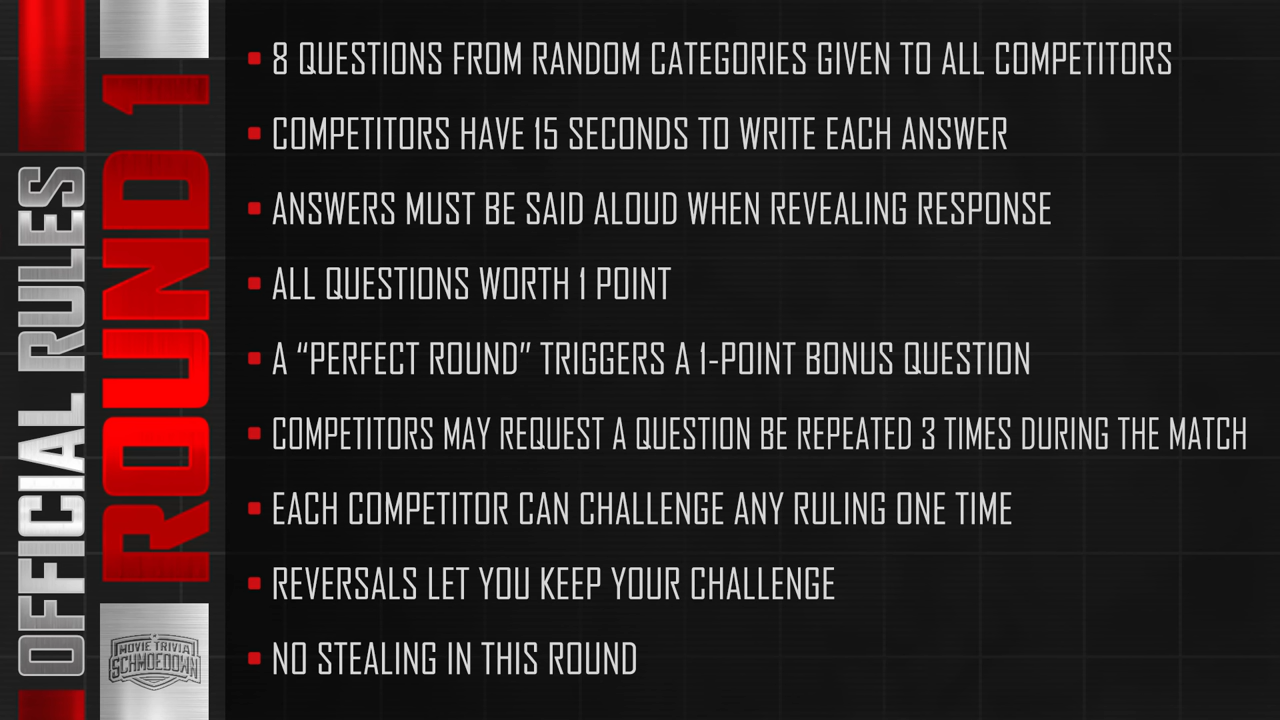 OFFICIAL RULES
ROUND 1
MOVIE TRIVIA
SCHMOEDOWN
8 QUESTIONS FROM RANDOM CATEGORIES GIVEN TO ALL COMPETITORS
COMPETITORS HAVE 15 SECONDS TO WRITE EACH ANSWER
ANSWERS MUST BE SAID ALOUD WHEN REVEALING RESPONSE
ALL QUESTIONS WORTH 1 POINT
A “PERFECT ROUND” TRIGGERS A 1-POINT BONUS QUESTION
COMPETITORS MAY REQUEST A QUESTION BE REPEATED 3 TIMES DURING THE MATCH
EACH COMPETITOR CAN CHALLENGE ANY RULING ONE TIME
REVERSALS LET YOU KEEP YOUR CHALLENGE
NO STEALING IN THIS ROUND